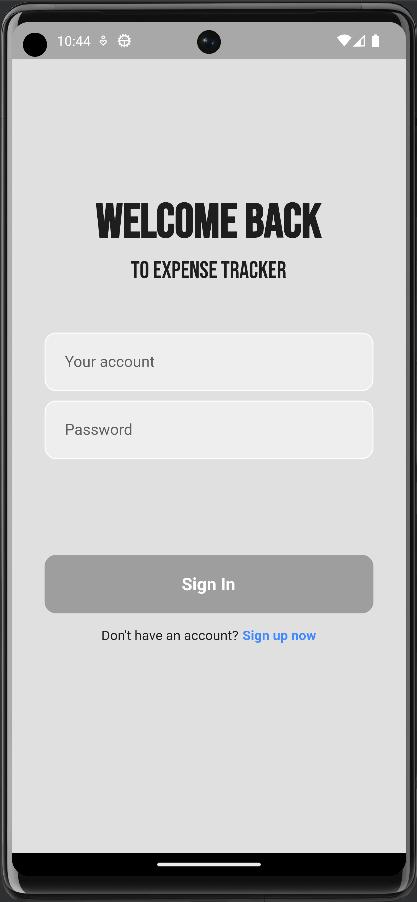 10:44
WELCOME BACK
TO EXPENSE TRACKER
Your account
Password
Sign In
Don't have an account? Sign up now